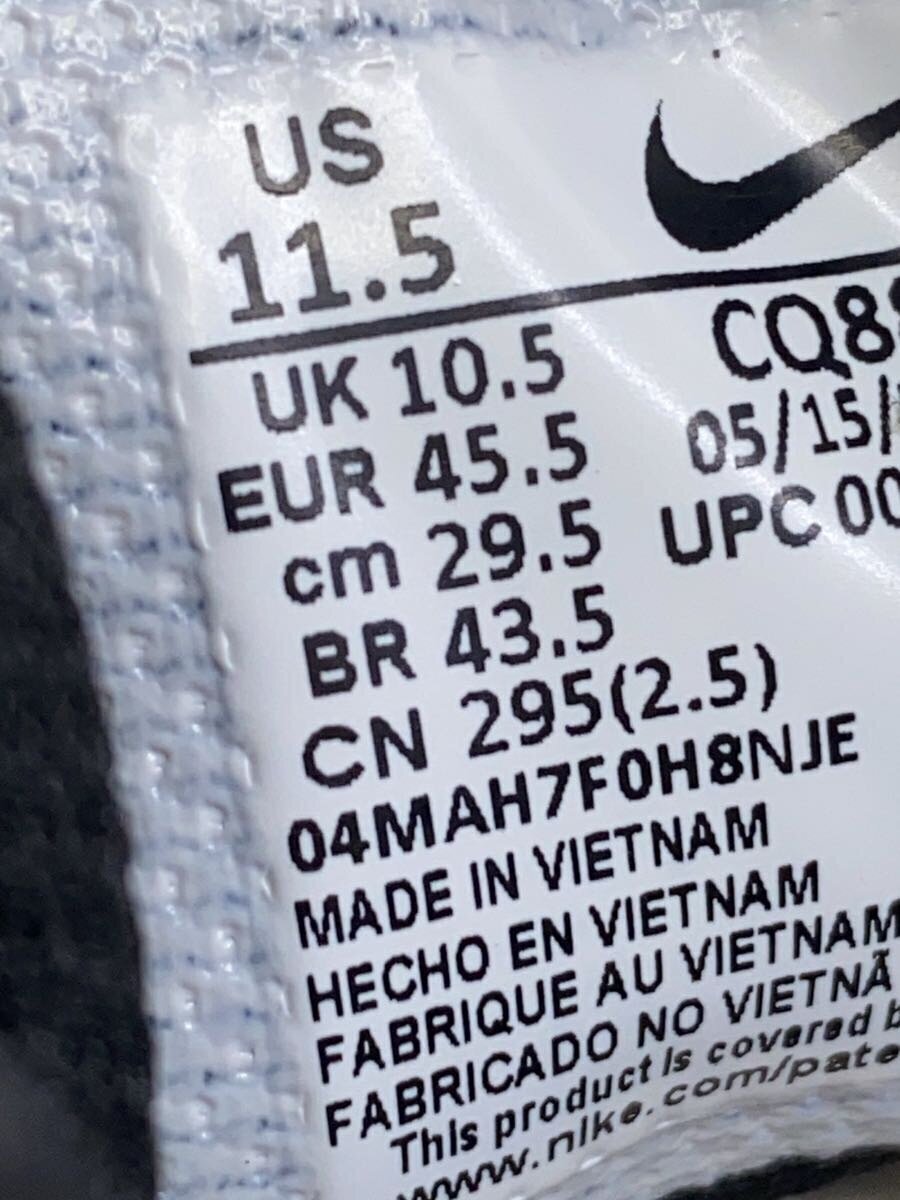 US
11.5
UK 10.5
EUR 45.5
cm 29.5
BR 43.5
CN 295(2.5)
CQ8
05/15/
UPC 00
04MAH7F0H8NJE
MADE IN VIETNAM
HECHO EN VIETNAM
FABRIQUE AU VIETNAM
FABRICADO NO VIETNÃ
This product is covered
www.nike.com/pate